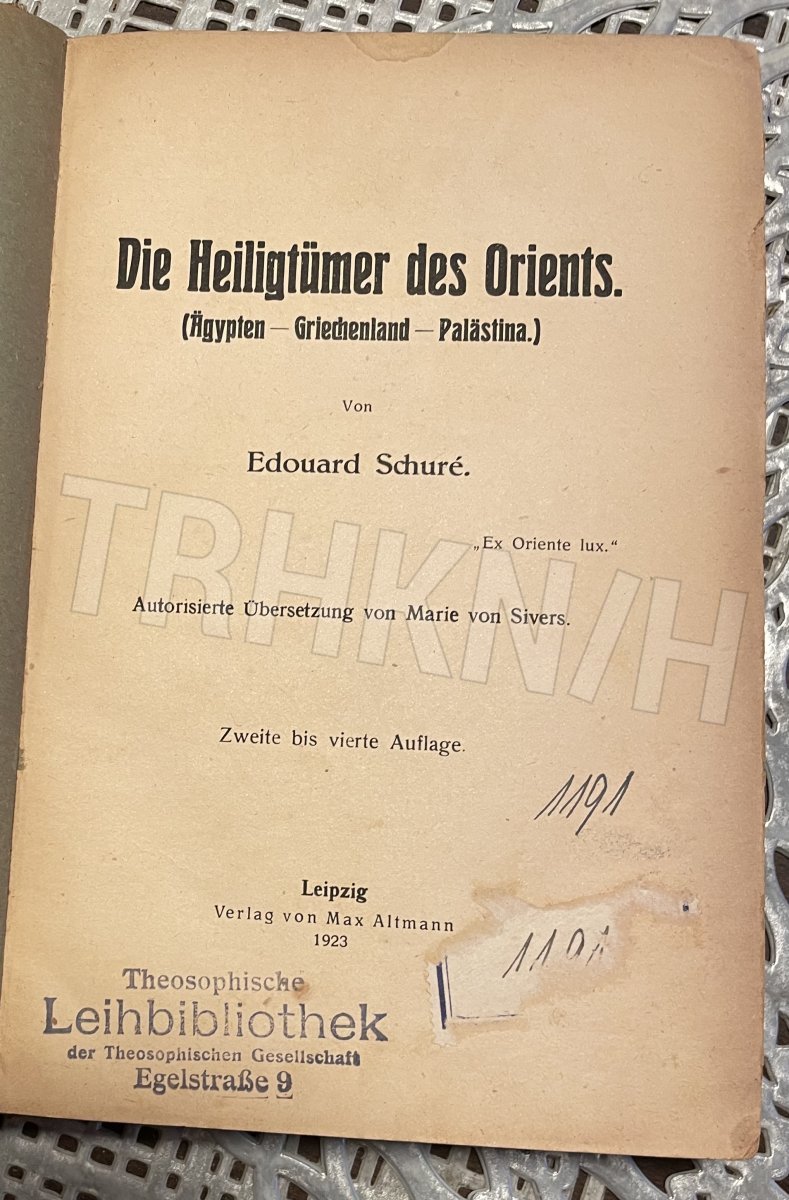 Die Heiligtümer des Orients.
(Ägypten — Griechenland — Palästina.)
Von
Edouard Schuré.
„Ex Oriente lux.“
TRHKN/H
Autorisierte Übersetzung von Marie von Sivers.
Zweite bis vierte Auflage.
1191
Leipzig
Verlag von Max Altmann
1923
1191
Theosophische
Leihbibliothek
der Theosophischen Gesellschaft
Egelstraße 9